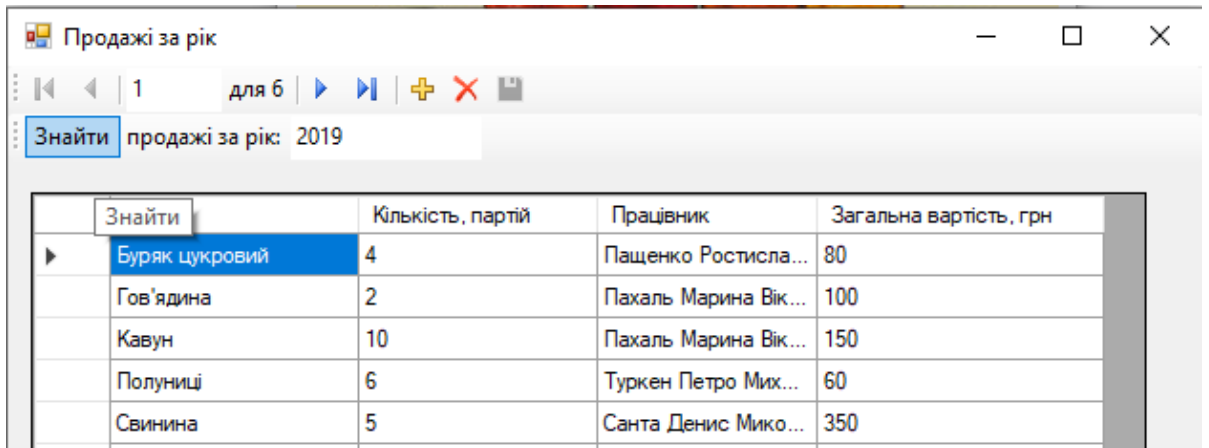 Продажі за рік
1 для 6
Знайти продажі за рік: 2019
Знайти Кількість, партій Працівник Загальна вартість, грн
Буряк цукровий 4 Пащенко Ростисла... 80
Гов'ядина 2 Пахаль Марина Вік... 100
Кавун 10 Пахаль Марина Вік... 150
Полуниці 6 Туркен Петро Мих... 60
Свинина 5 Санта Денис Мико... 350